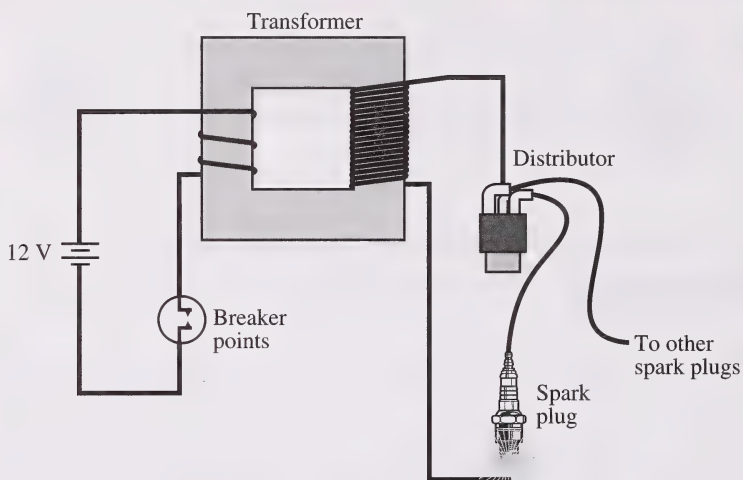 Transformer
Distributor
12 V
Breaker
points
To other
spark plugs
Spark
plug